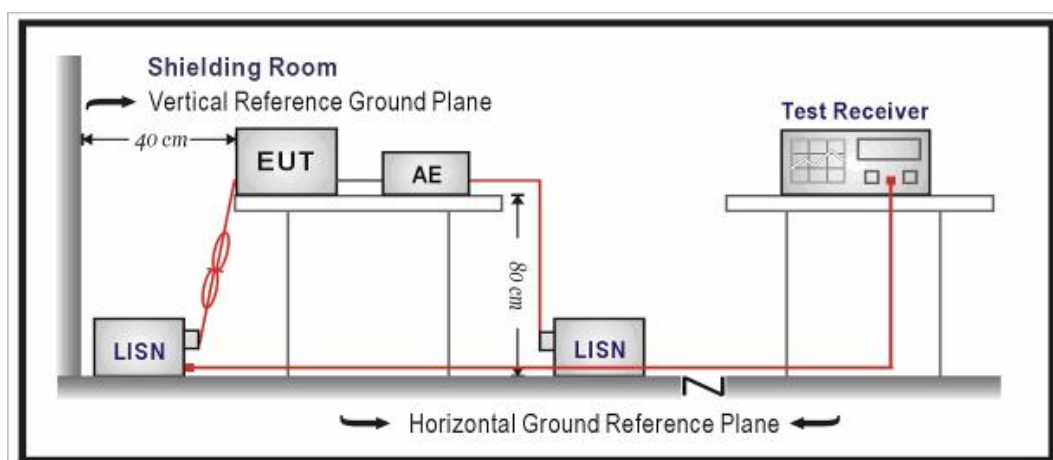 Shielding Room
Vertical Reference Ground Plane
40 cm
EUT
AE
Test Receiver
80 cm
LISN
LISN
Horizontal Ground Reference Plane